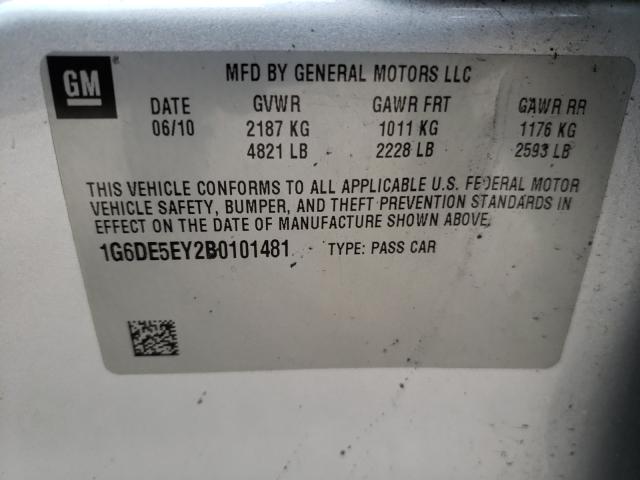 GM
MFD BY GENERAL MOTORS LLC
DATE GVWR GAWR FRT GAWR RR
06/10 2187 KG 1011 KG 1176 KG
4821 LB 2228 LB 2593 LB
THIS VEHICLE CONFORMS TO ALL APPLICABLE U.S. FEDERAL MOTOR
VEHICLE SAFETY, BUMPER, AND THEFT PREVENTION STANDARDS IN
EFFECT ON THE DATE OF MANUFACTURE SHOWN ABOVE.
1G6DE5EY2B0101481 TYPE: PASS CAR